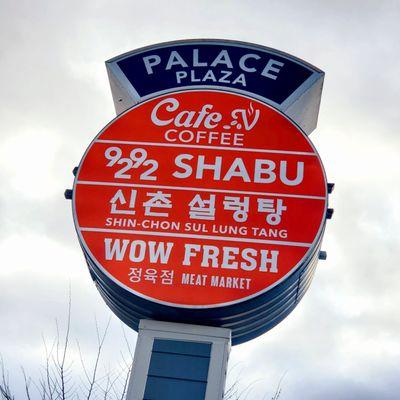 PALACE
PLAZA
Cafe
COFFEE
9292 SHABU
신촌 설렁탕
SHIN-CHON SUL LUNG TANG
WOW FRESH
정육점 MEAT MARKET